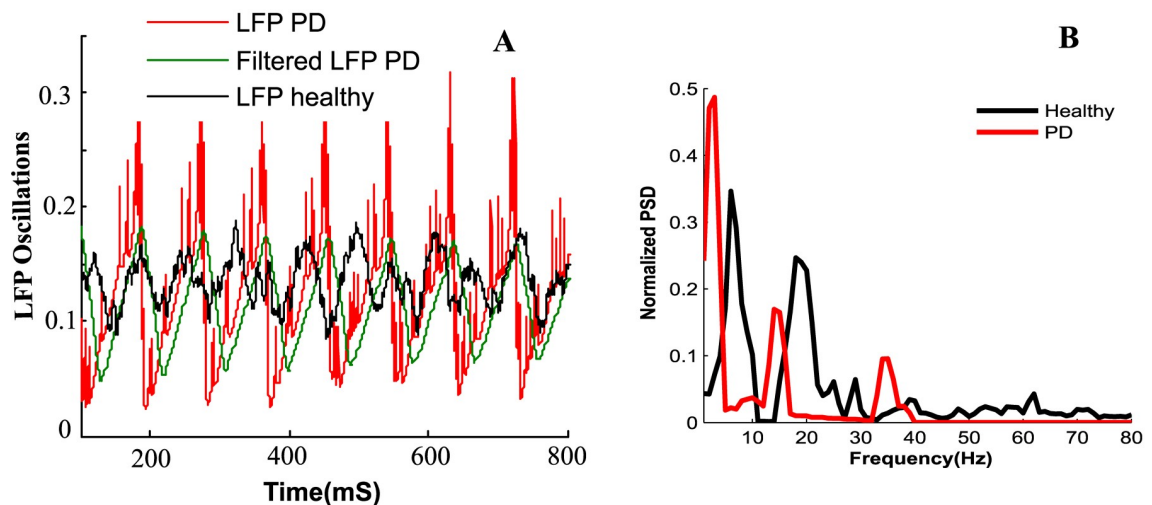 LFP PD
Filtered LFP PD
LFP healthy
A
LFP Oscillations
0.3
0.2
0.1
0
200
400
600
800
Time(mS)
B
Healthy
PD
Normalized PSD
0.5
0.4
0.3
0.2
0.1
0
10
20
30
40
50
60
70
80
Frequency(Hz)